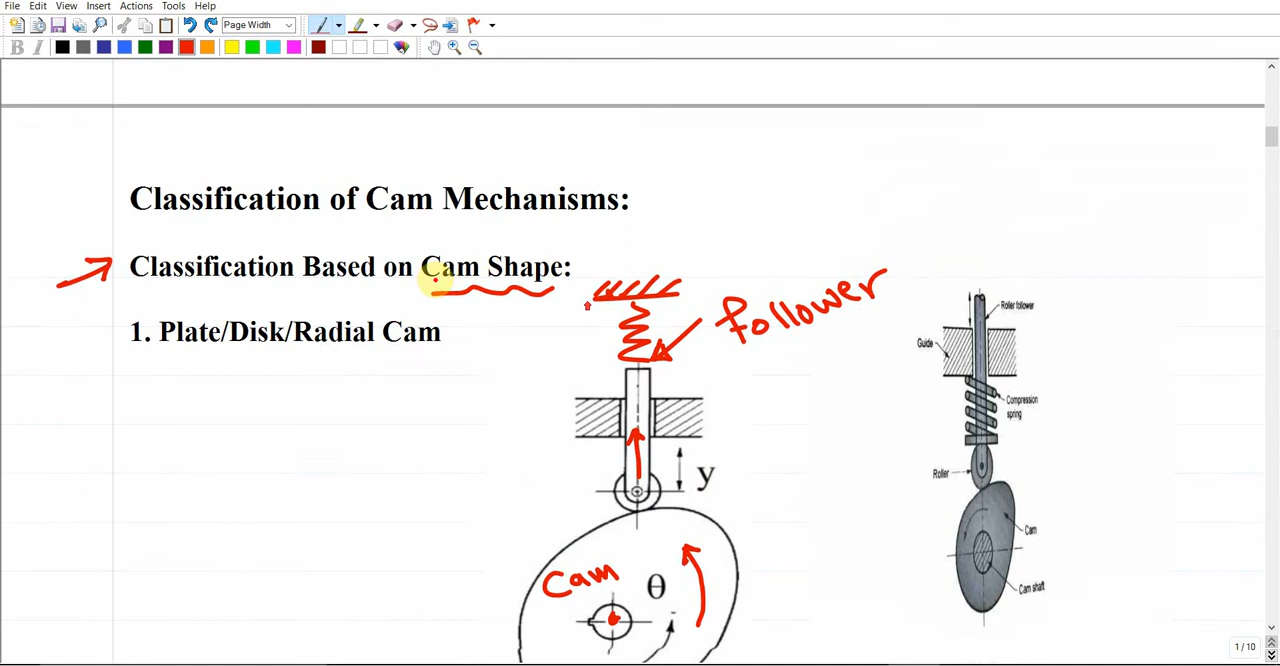 File Edit View Insert Actions Tools Help
Page Width
B I
Classification of Cam Mechanisms:
Classification Based on Cam Shape:
follower
1. Plate/Disk/Radial Cam
Roller follower
Guide
Compression
spring
y
Roller
Cam
Cam
θ
Cam shaft
1 / 10